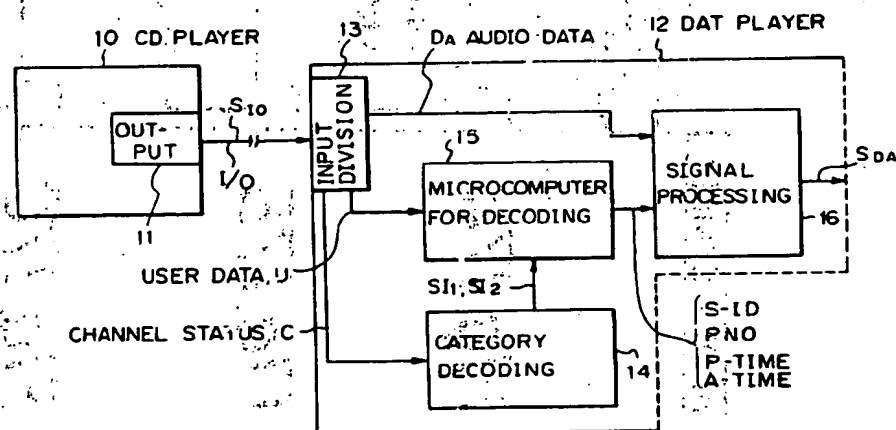 10 CD PLAYER
13
DA AUDIO DATA
12 DAT PLAYER
OUT-
PUT
11
SIO
I/O
INPUT
DIVISION
15
MICROCOMPUTER
FOR DECODING
SIGNAL
PROCESSING
16
SDA
USER DATA, U
SI1, SI2
CHANNEL STATUS, C
CATEGORY
DECODING
14
S-ID
PNO
P-TIME
A-TIME